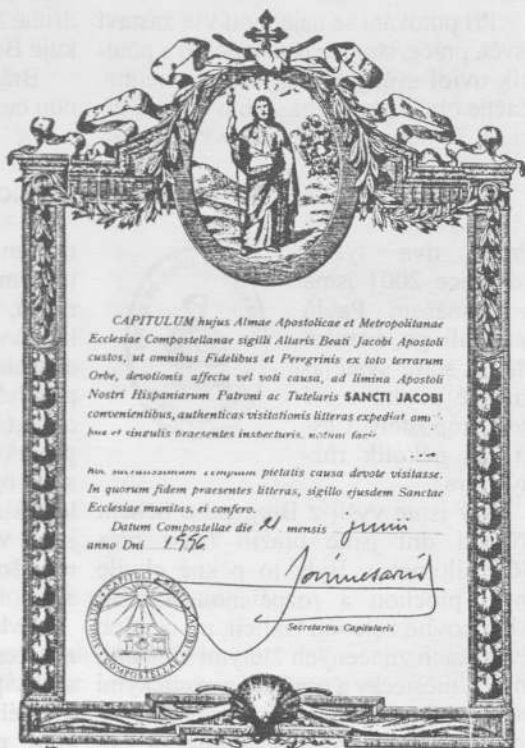 CAPITULUM hujus Almae Apostolicae et Metropolitanae
Ecclesiae Compostellanae sigilli Altaris Beati Jacobi Apostoli
custos, ut omnibus Fidelibus et Peregrinis ex toto terrarum
Orbe, devotionis affectu vel voti causa, ad limina Apostoli
Nostri Hispaniarum Patroni ac Tutelaris SANCTI JACOBI
convenientibus, authenticas visitationis litteras expediat, omni-
bus et singulis praesentes inspecturis, notum facit
hoc sacratissimum templum pietatis causa devote visitasse.
In quorum fidem praesentes litteras, sigillo ejusdem Sanctae
Ecclesiae munitas, ei confero.
Datum Compostellae die mensis junii
anno Dni 1996
Secretarius Capitularis